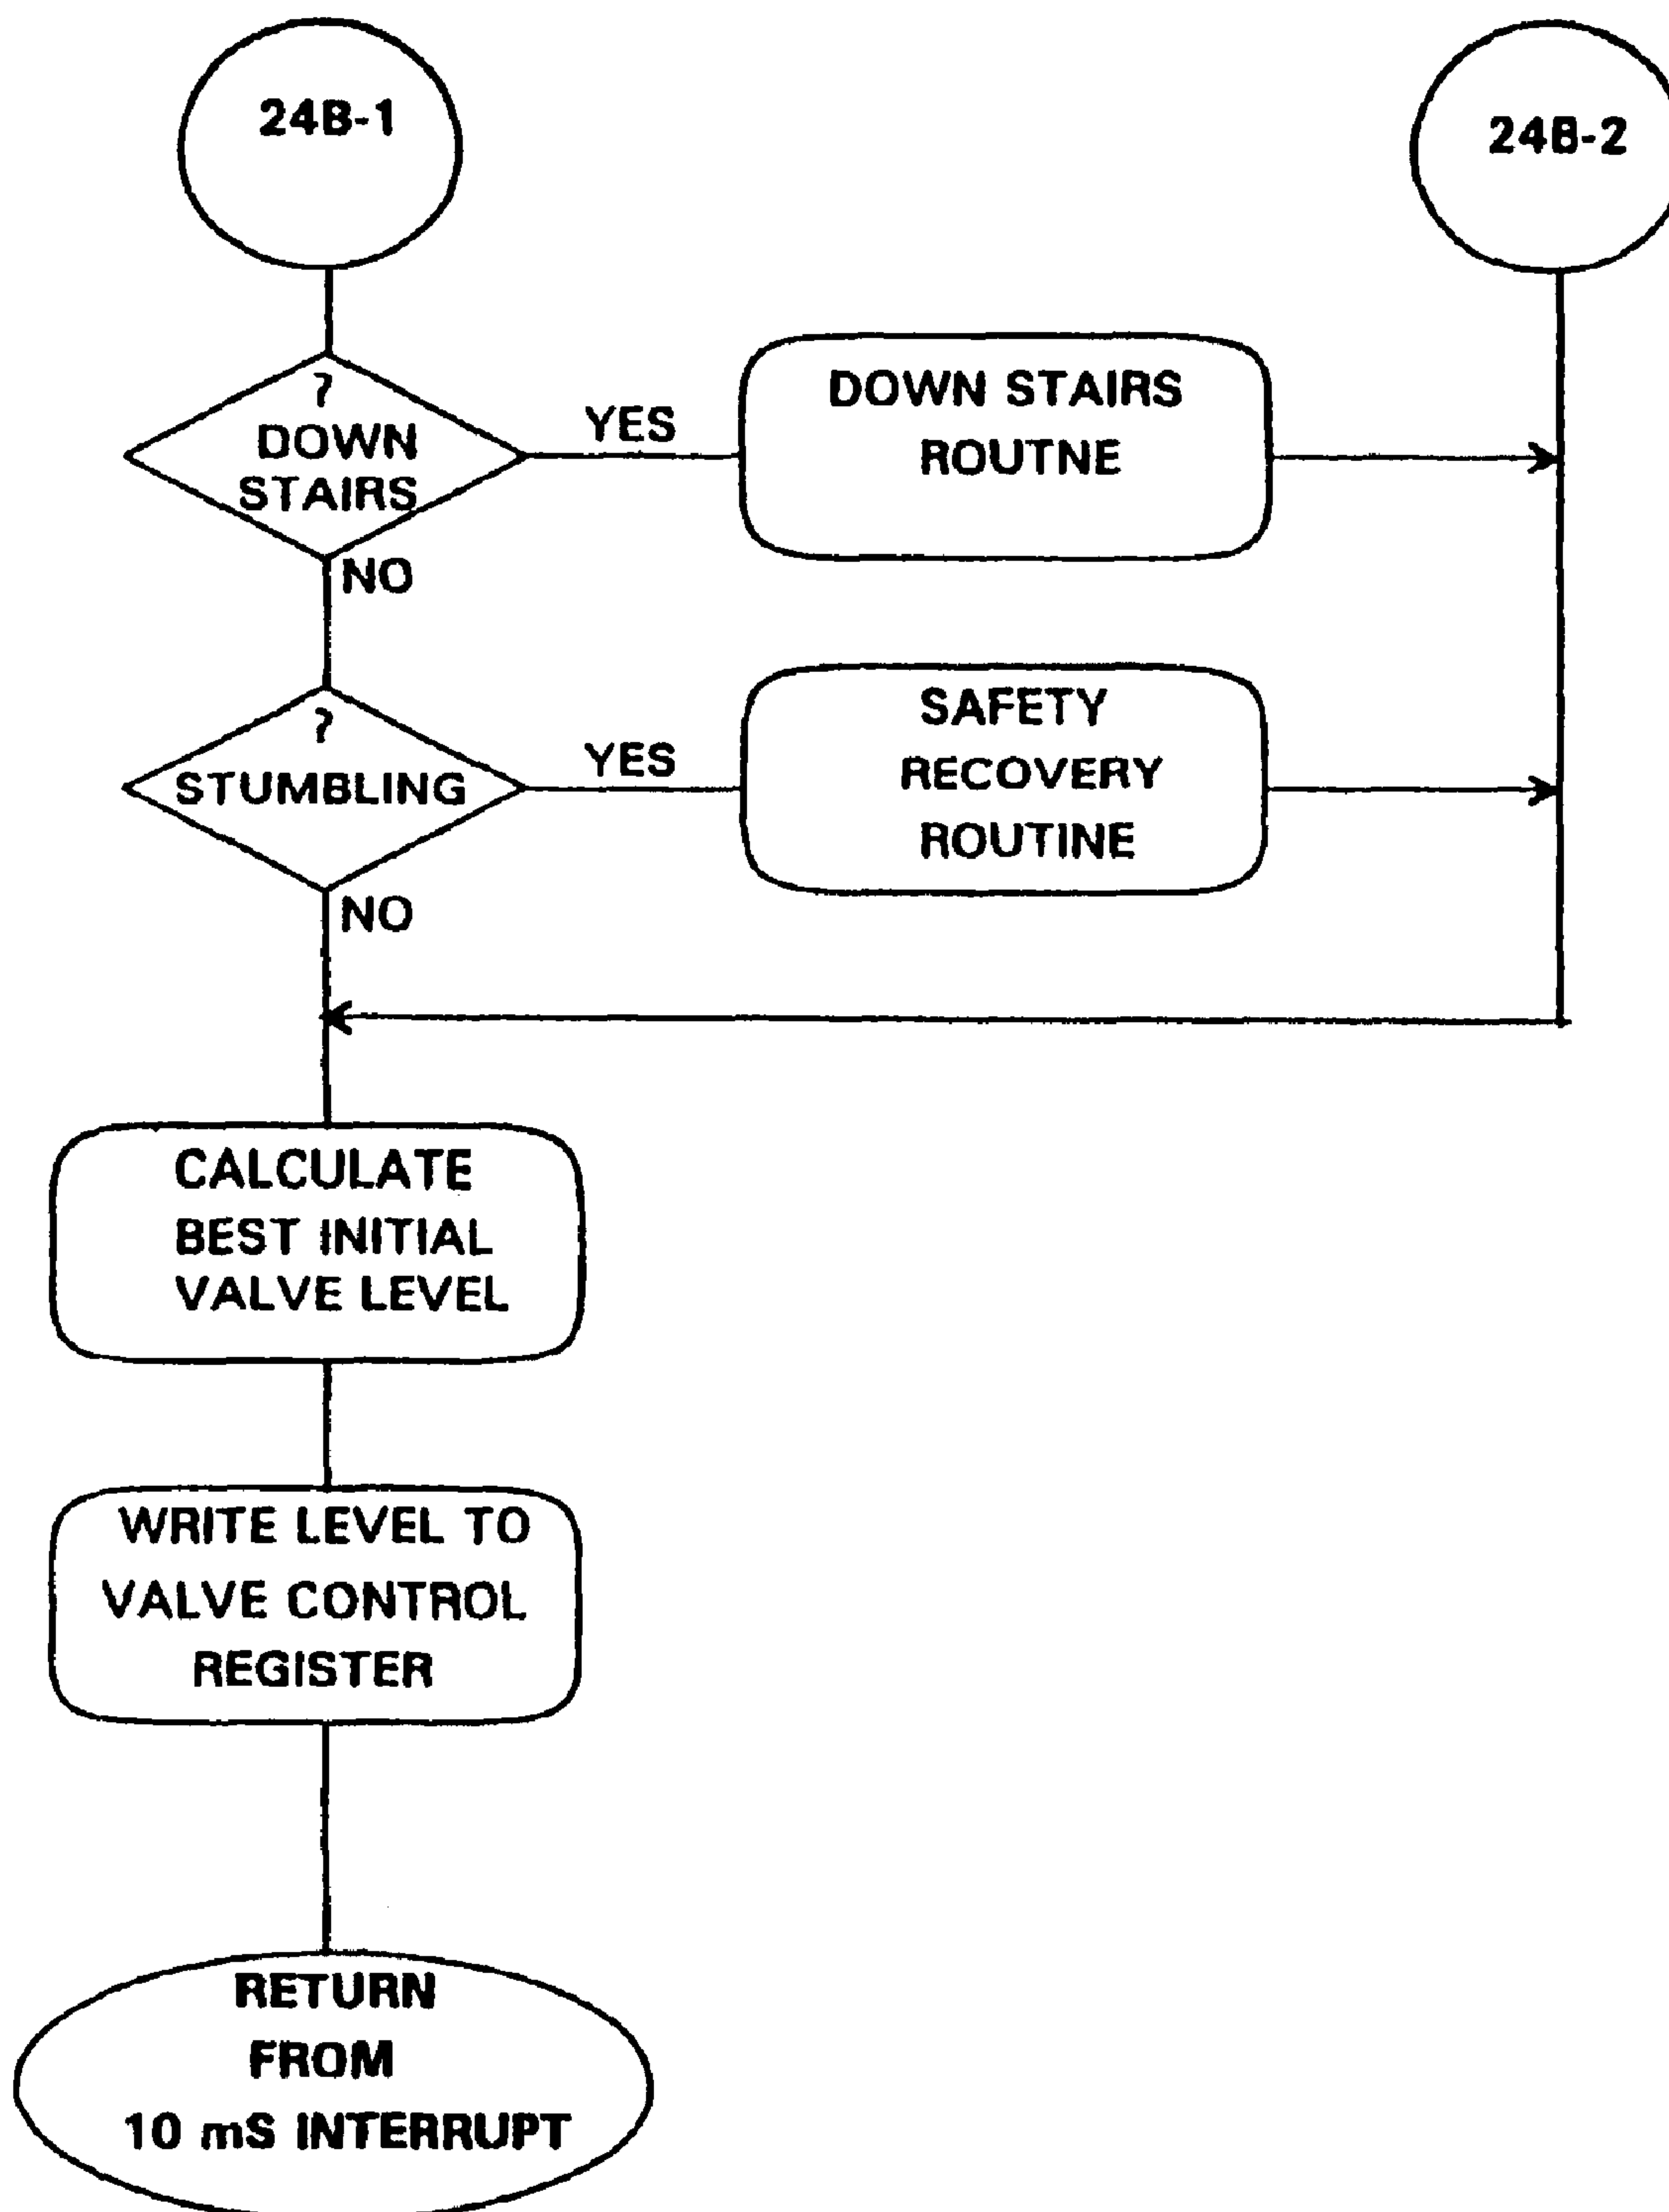 24B-1
24B-2
?
DOWN
STAIRS
YES
DOWN STAIRS
ROUTNE
NO
?
STUMBLING
YES
SAFETY
RECOVERY
ROUTINE
NO
CALCULATE
BEST INITIAL
VALVE LEVEL
WRITE LEVEL TO
VALVE CONTROL
REGISTER
RETURN
FROM
10 mS INTERRUPT